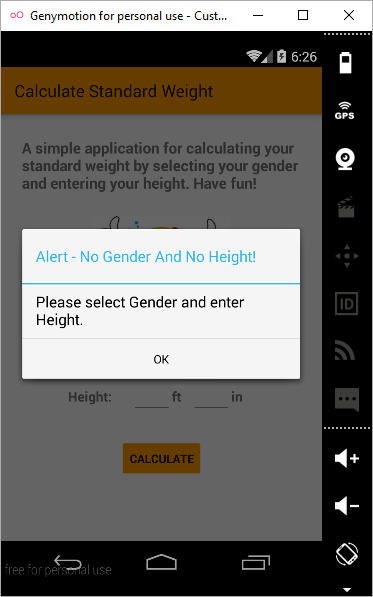 Genymotion for personal use - Cust...
6:26
Calculate Standard Weight
GPS
A simple application for calculating your
standard weight by selecting your gender
and entering your height. Have fun!
Alert - No Gender And No Height!
Please select Gender and enter
Height.
ID
OK
Height: ft in
CALCULATE
free for personal use